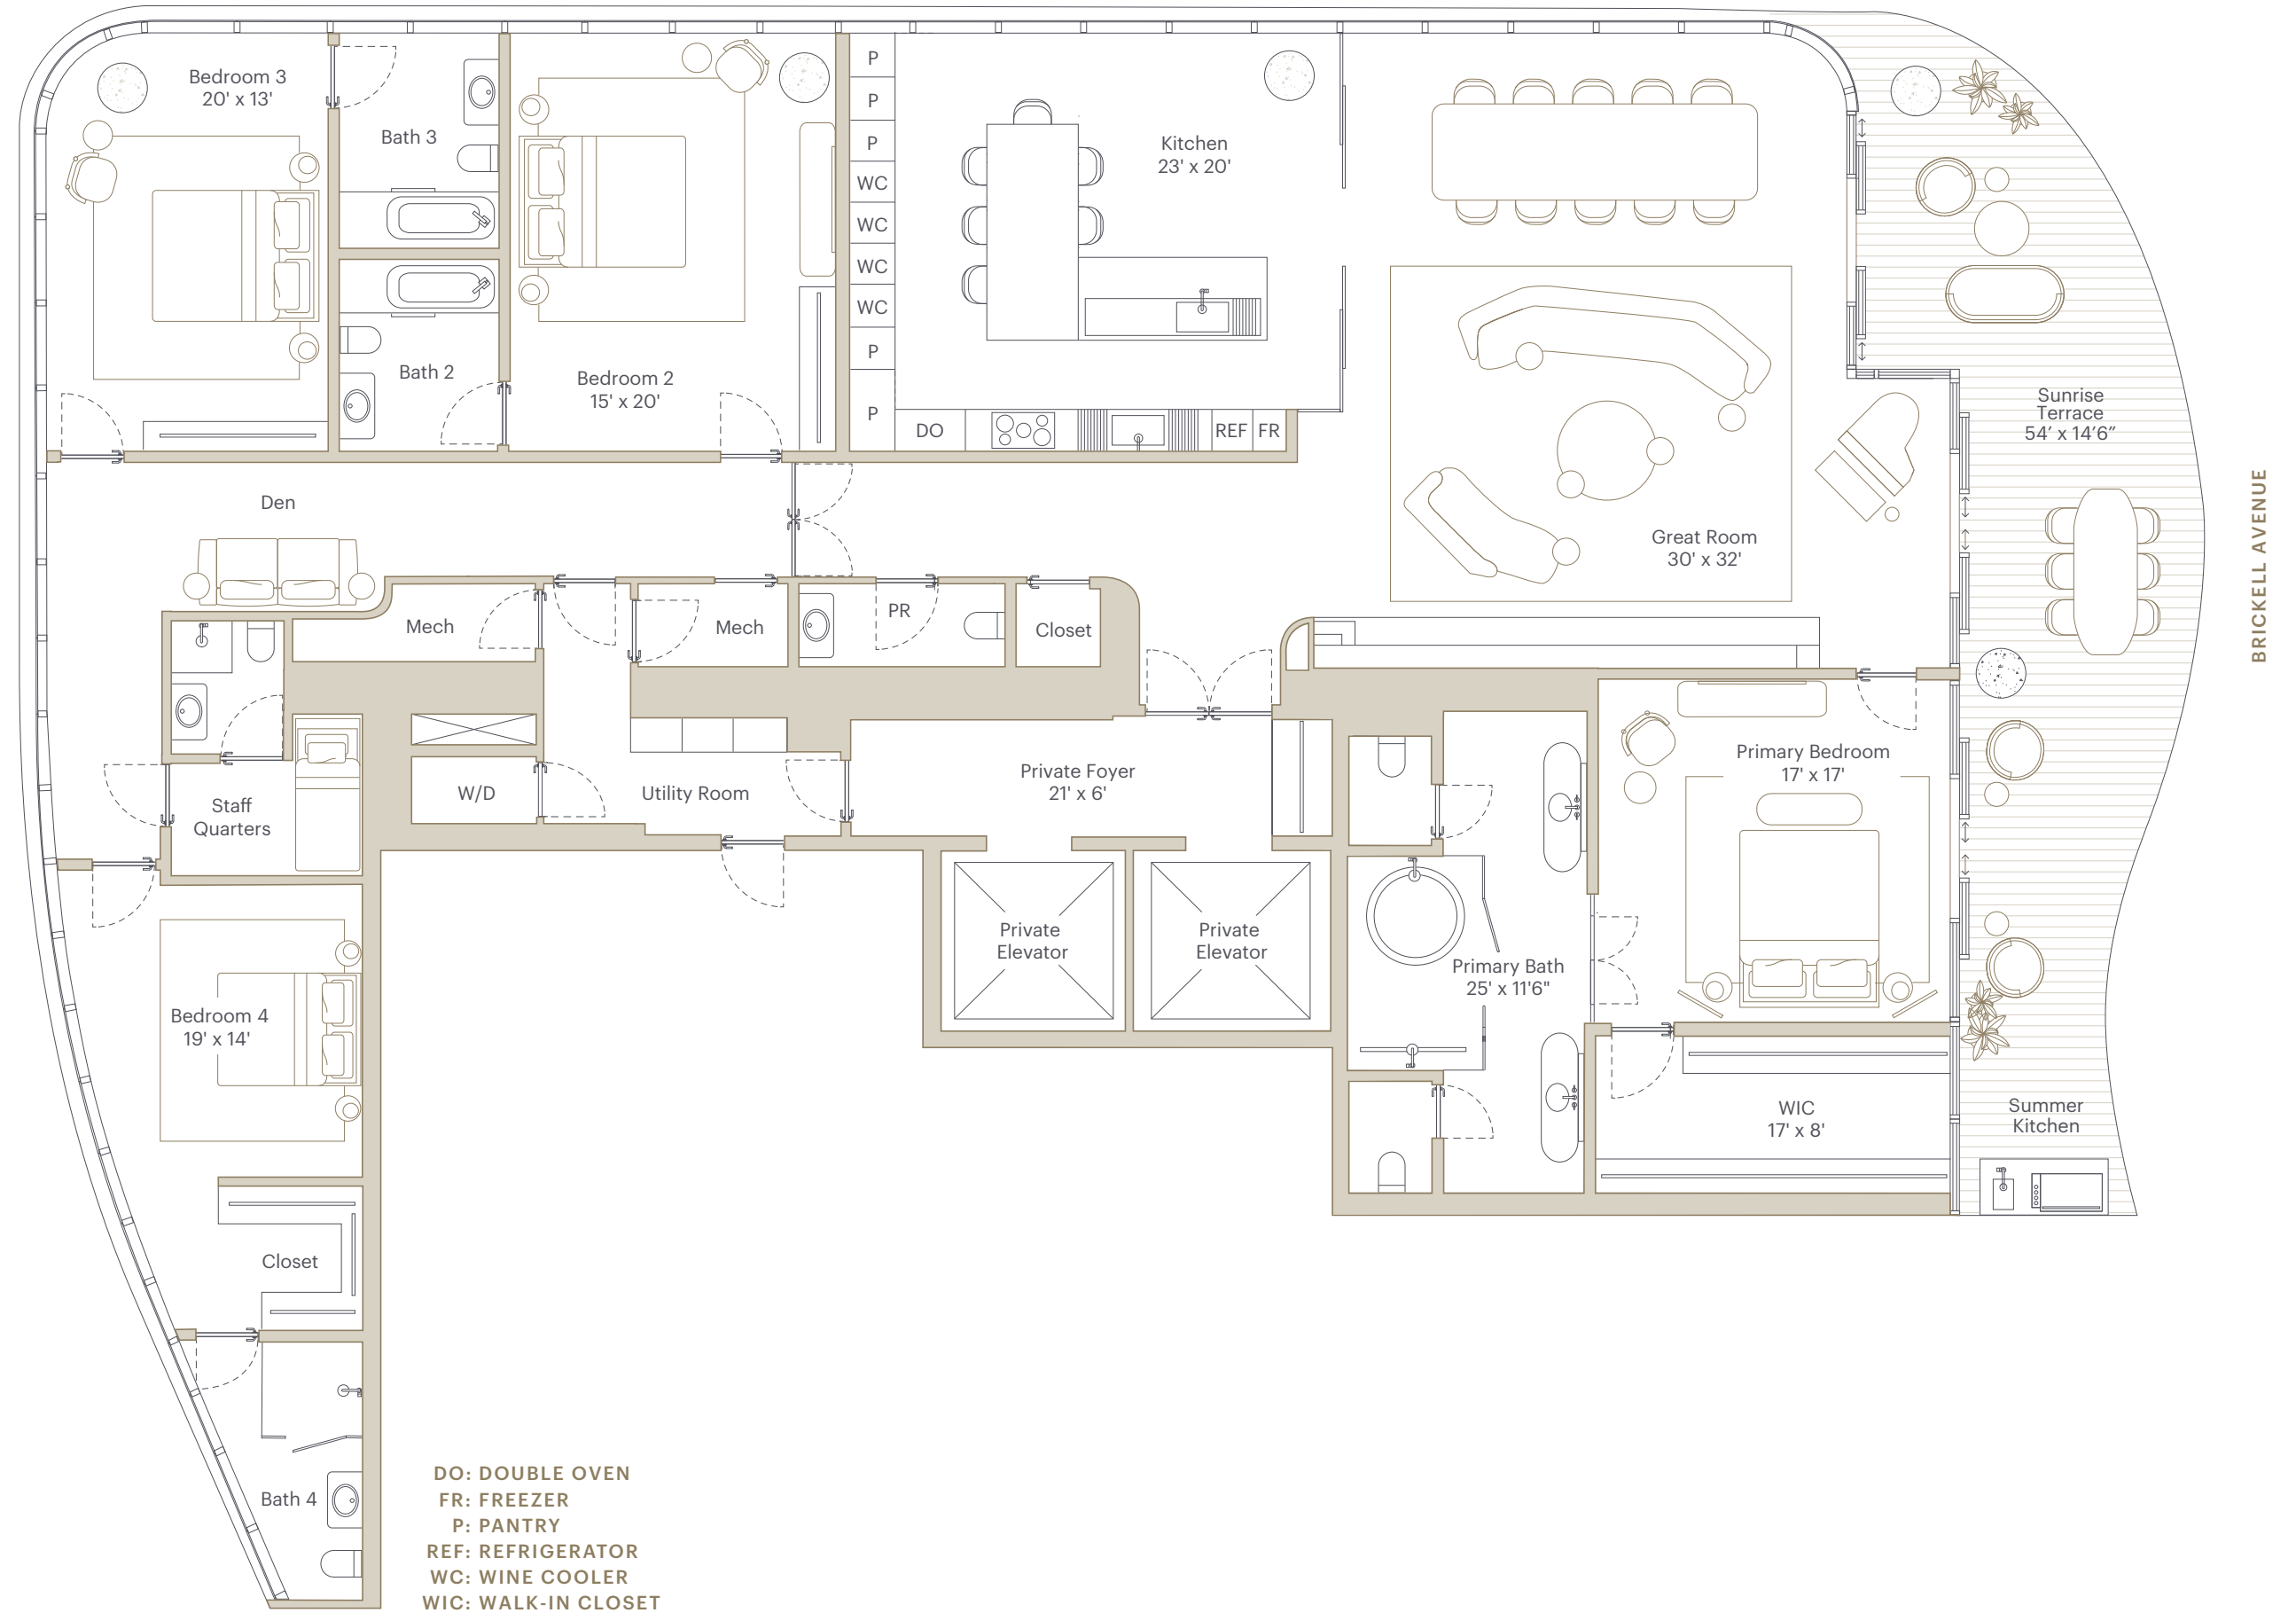 Bedroom 3
20' x 13'
Bath 3
Bath 2
Bedroom 2
15' x 20'
P
P
P
WC
WC
WC
WC
P
P
Kitchen
23' x 20'
DO
REF
FR
Great Room
30' x 32'
Sunrise
Terrace
54’ x 14’6”
BRICKELL AVENUE
Den
Mech
Mech
PR
Closet
Staff
Quarters
W/D
Utility Room
Private Foyer
21' x 6'
Private
Elevator
Private
Elevator
Primary Bath
25' x 11'6"
Primary Bedroom
17' x 17'
WIC
17' x 8'
Summer
Kitchen
Bedroom 4
19' x 14'
Closet
Bath 4
DO: DOUBLE OVEN
FR: FREEZER
P: PANTRY
REF: REFRIGERATOR
WC: WINE COOLER
WIC: WALK-IN CLOSET